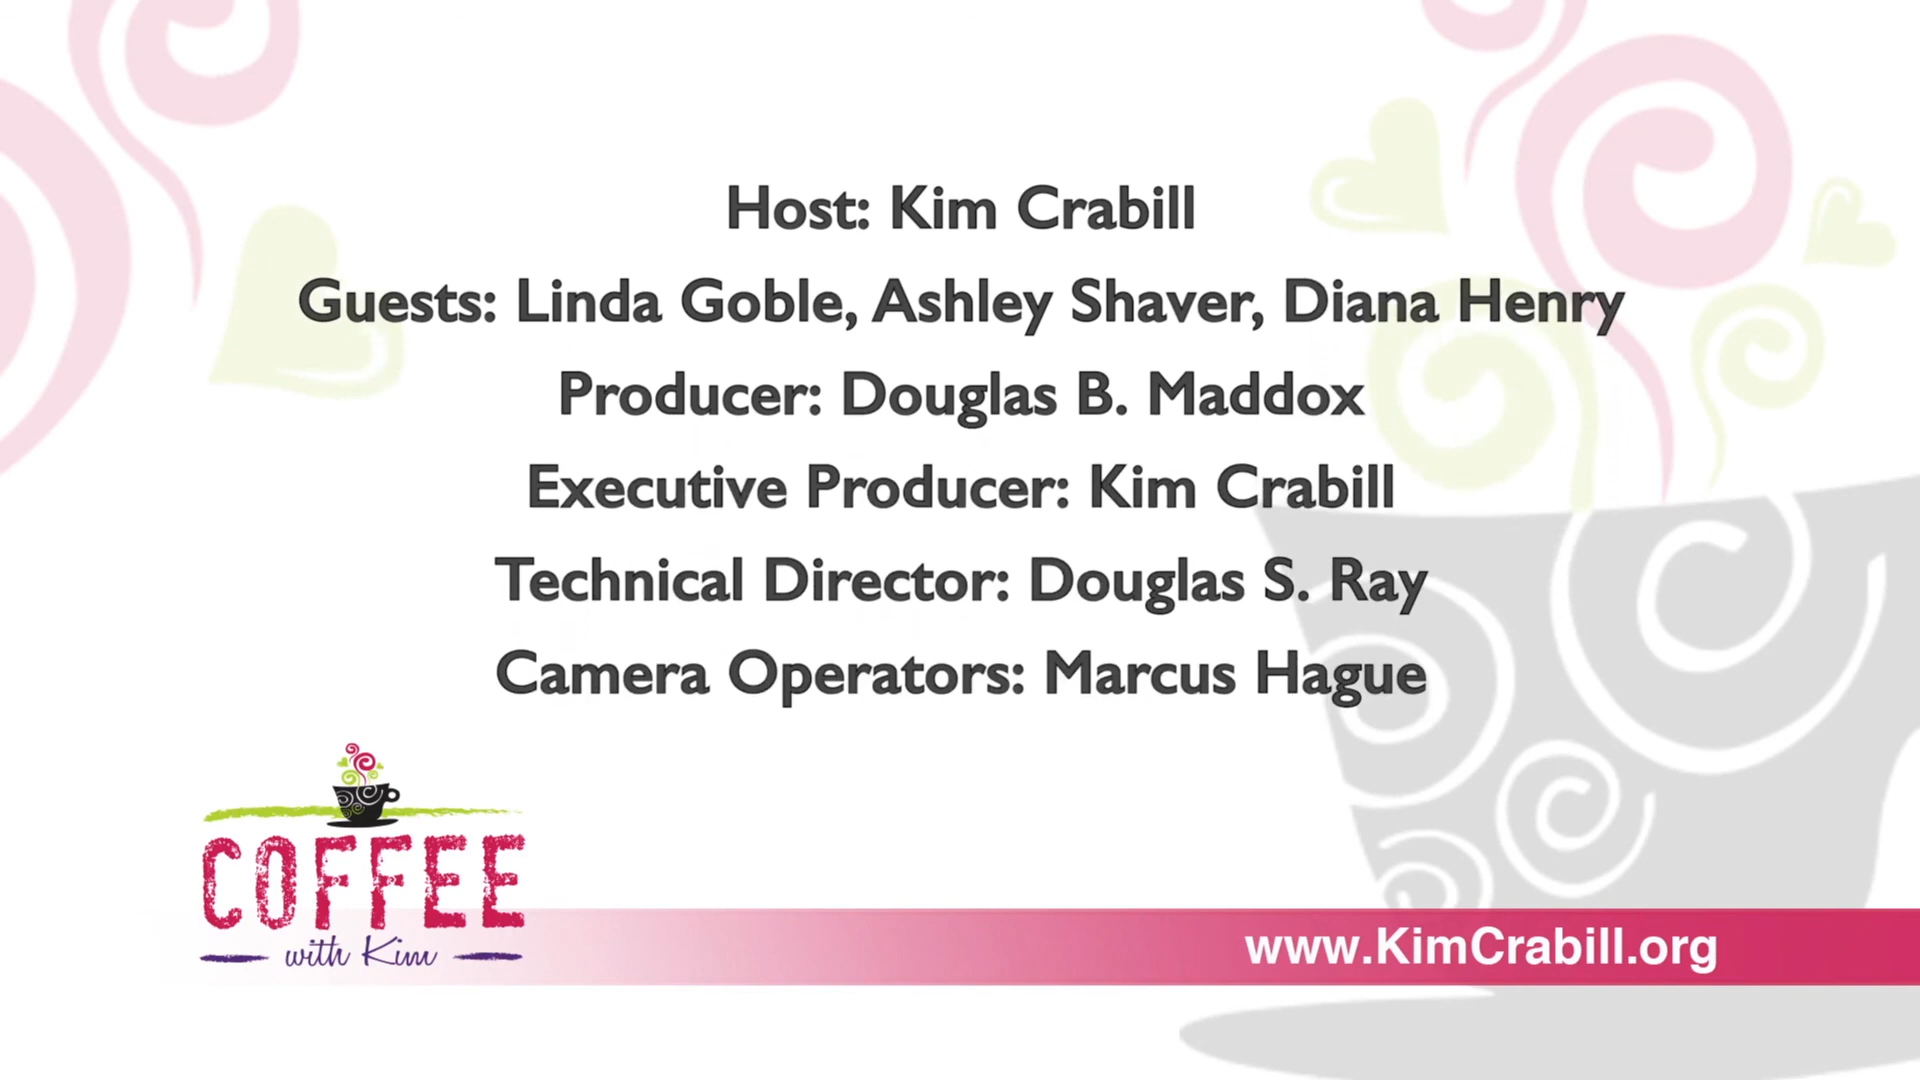 Host: Kim Crabill
Guests: Linda Goble, Ashley Shaver, Diana Henry
Producer: Douglas B. Maddox
Executive Producer: Kim Crabill
Technical Director: Douglas S. Ray
Camera Operators: Marcus Hague
COFFEE
with Kim
www.KimCrabill.org